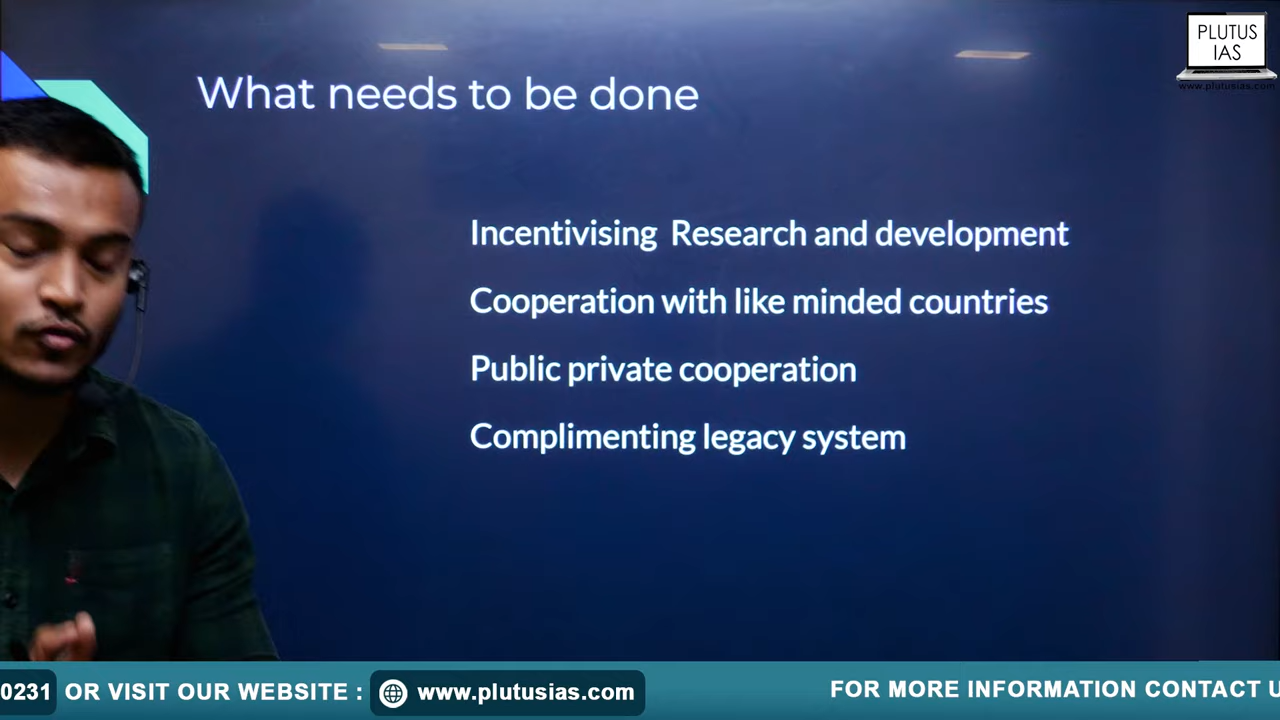 PLUTUS
IAS
www.plutusias.com
What needs to be done
Incentivising Research and development
Cooperation with like minded countries
Public private cooperation
Complimenting legacy system
0231 OR VISIT OUR WEBSITE : www.plutusias.com FOR MORE INFORMATION CONTACT U